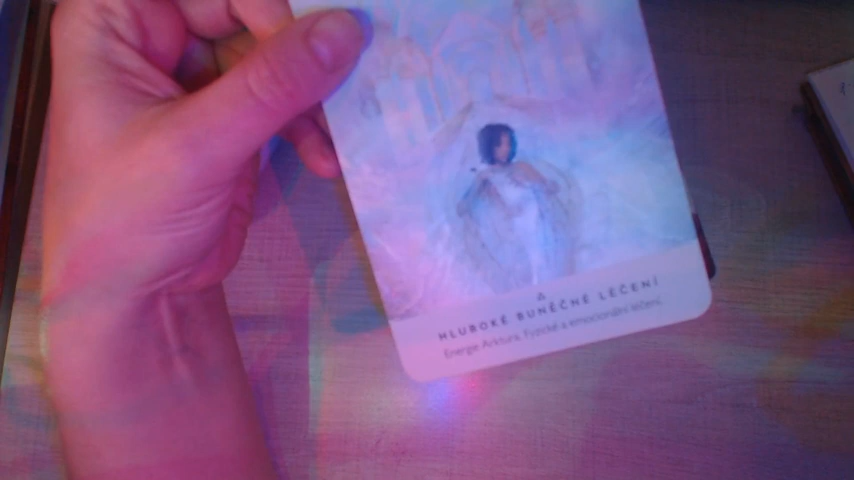 HLUBOKÉ BUNĚČNÉ LÉČENÍ
Energie Arktura. Fyzické a emocionální léčení.